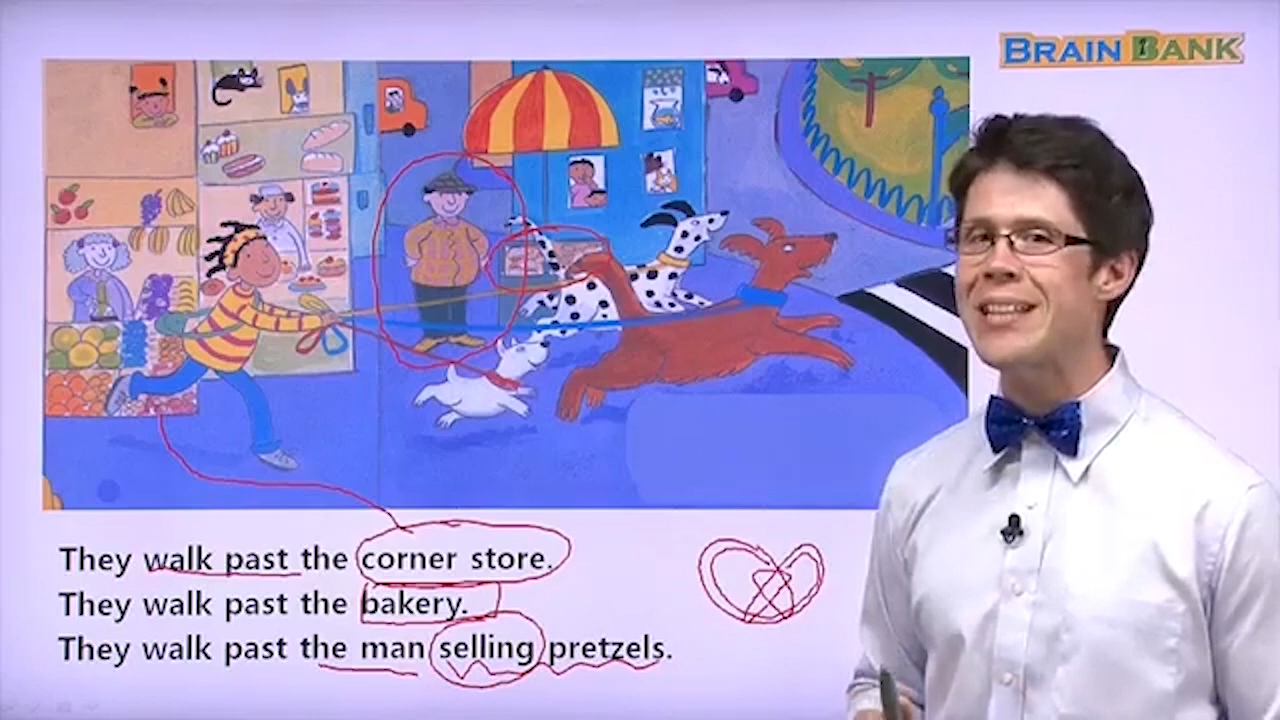 BRAIN BANK
They walk past the corner store.
They walk past the bakery.
They walk past the man selling pretzels.